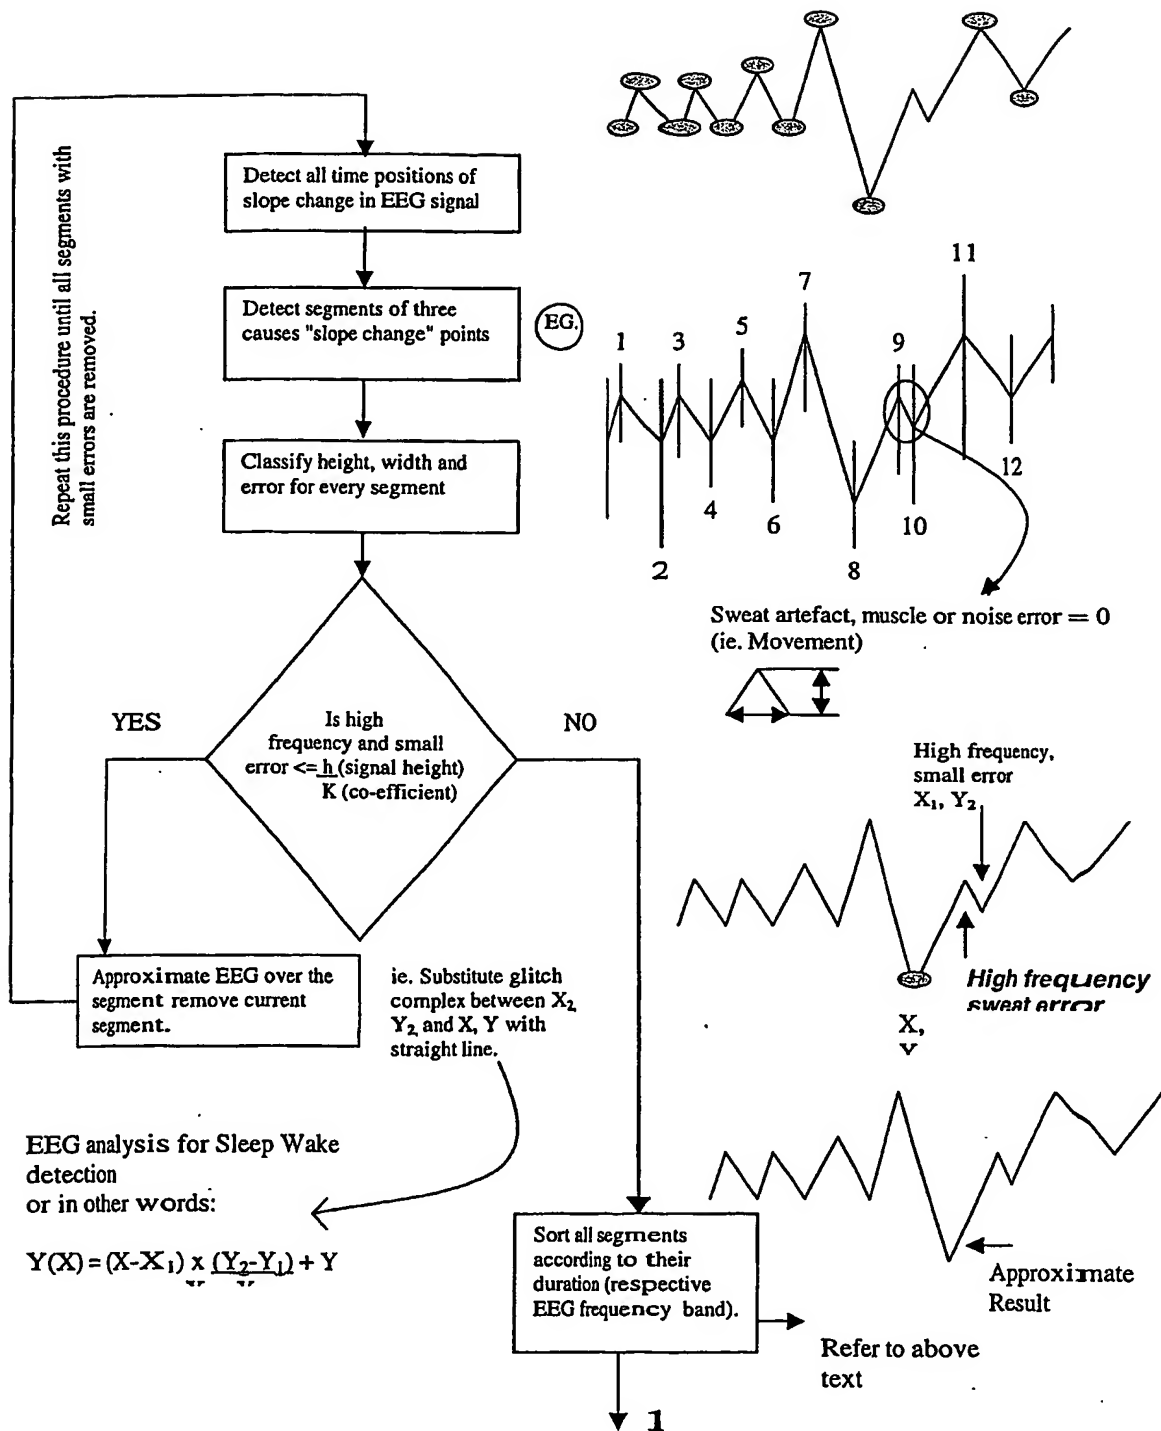 Repeat this procedure until all segments with
small errors are removed.
Detect all time positions of
slope change in EEG signal
Detect segments of three
causes "slope change" points
EG.
Classify height, width and
error for every segment
YES
Is high
frequency and small
error <= h (signal height)
K (co-efficient)
NO
Approximate EEG over the
segment remove current
segment.
ie. Substitute glitch
complex between X2,
Y2, and X, Y with
straight line.
EEG analysis for Sleep Wake
detection
or in other words:
Y(X) = (X-X1) x (Y2-Y1) + Y
Sort all segments
according to their
duration (respective
EEG frequency band).
Refer to above
text
1
1
2
3
4
5
6
7
8
9
10
11
12
Sweat artefact, muscle or noise error = 0
(ie. Movement)
High frequency,
small error
X1, Y2
High frequency
sweat error
X,
Approximate
Result